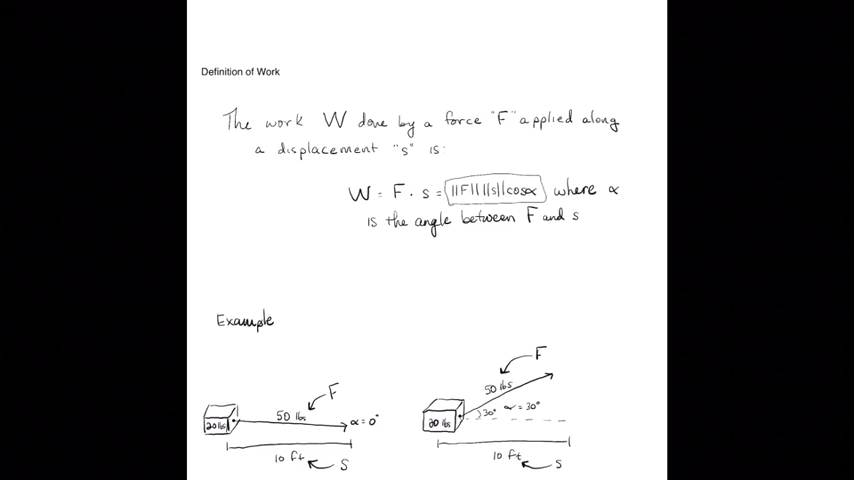 Definition of Work
The work W done by a force "F" applied along
a displacement "s" is:
W = F · s = ||F|| ||s|| cosα where α
is the angle between F and s
Example
F
50 lbs
20 lbs
α = 0°
10 ft
S
F
50 lbs
30° α = 30°
20 lbs
10 ft
S